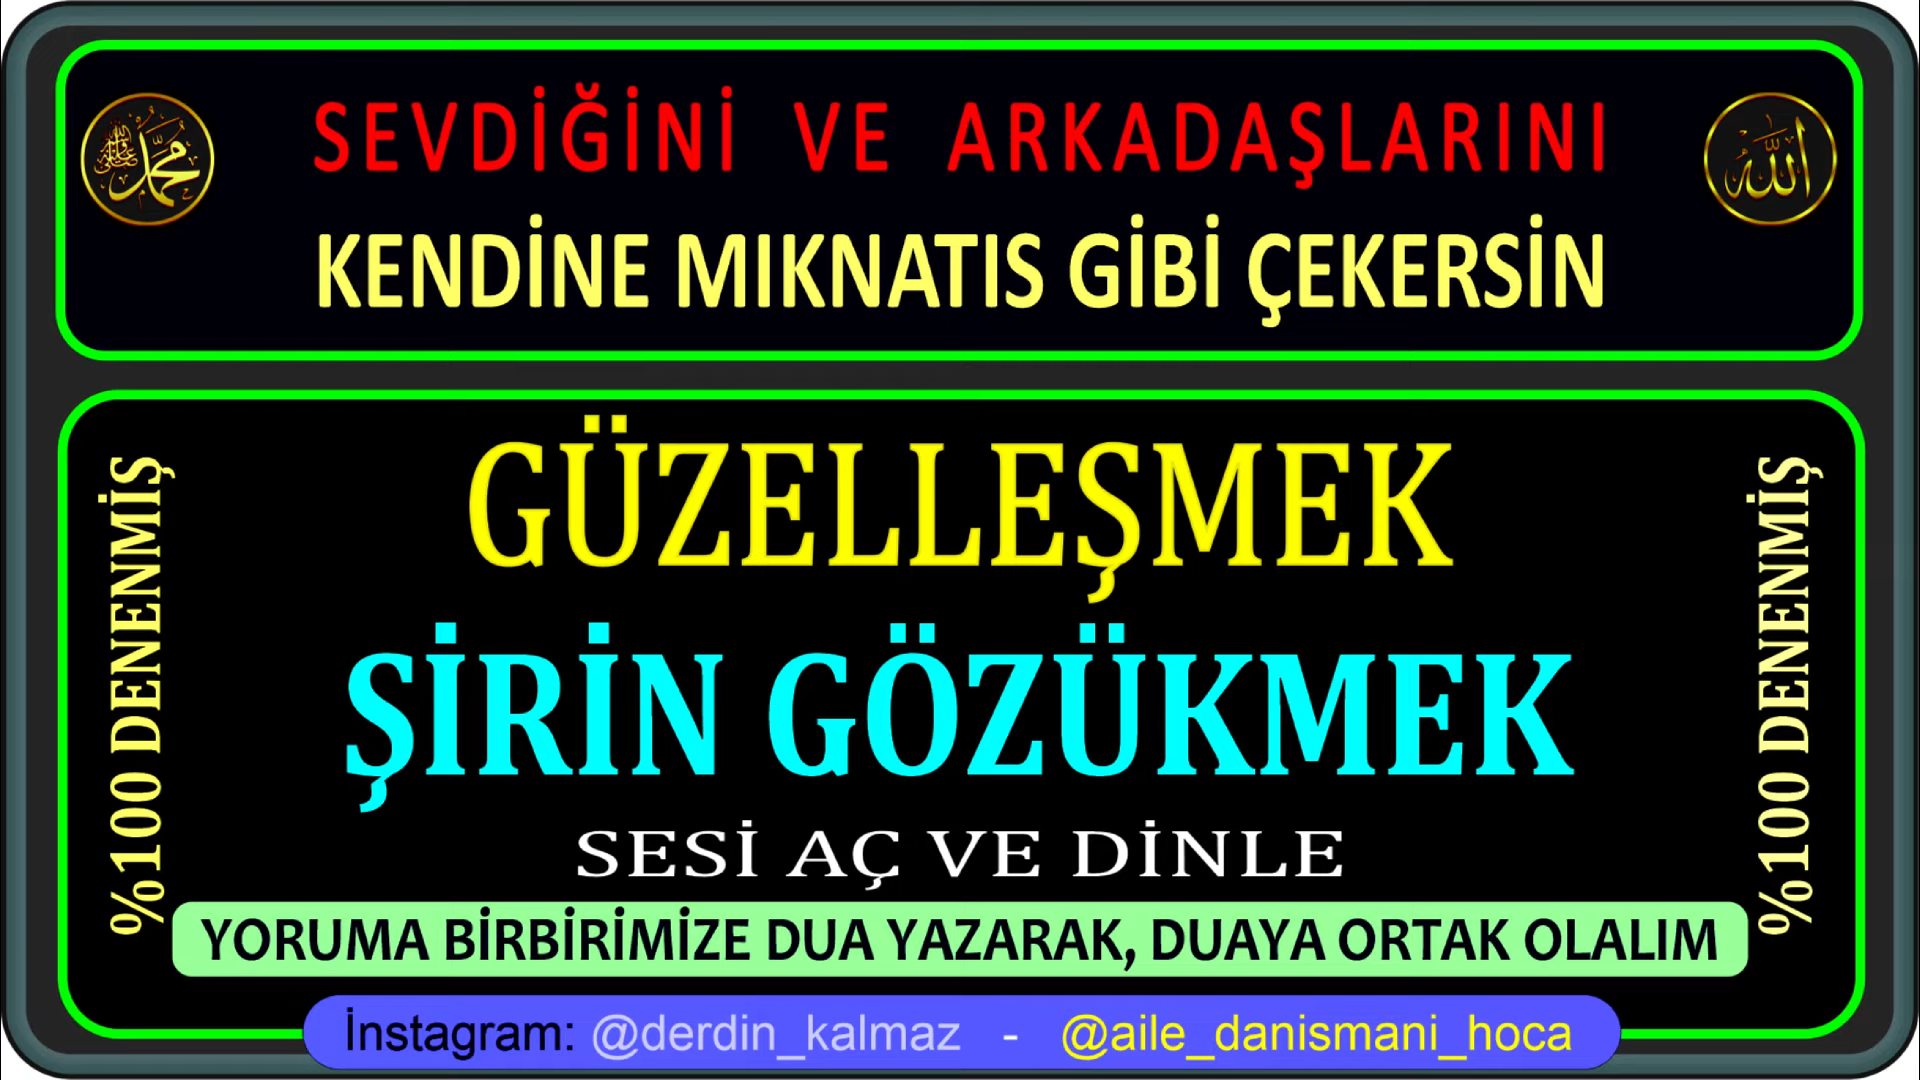 SEVDİĞİNİ VE ARKADAŞLARINI
KENDİNE MIKNATIS GİBİ ÇEKERSİN
محمد
الله
%100 DENENMİŞ
GÜZELLEŞMEK
ŞİRİN GÖZÜKMEK
%100 DENENMİŞ
SESİ AÇ VE DİNLE
YORUMA BİRBİRİMİZE DUA YAZARAK, DUAYA ORTAK OLALIM
İnstagram: @derdin_kalmaz - @aile_danismani_hoca